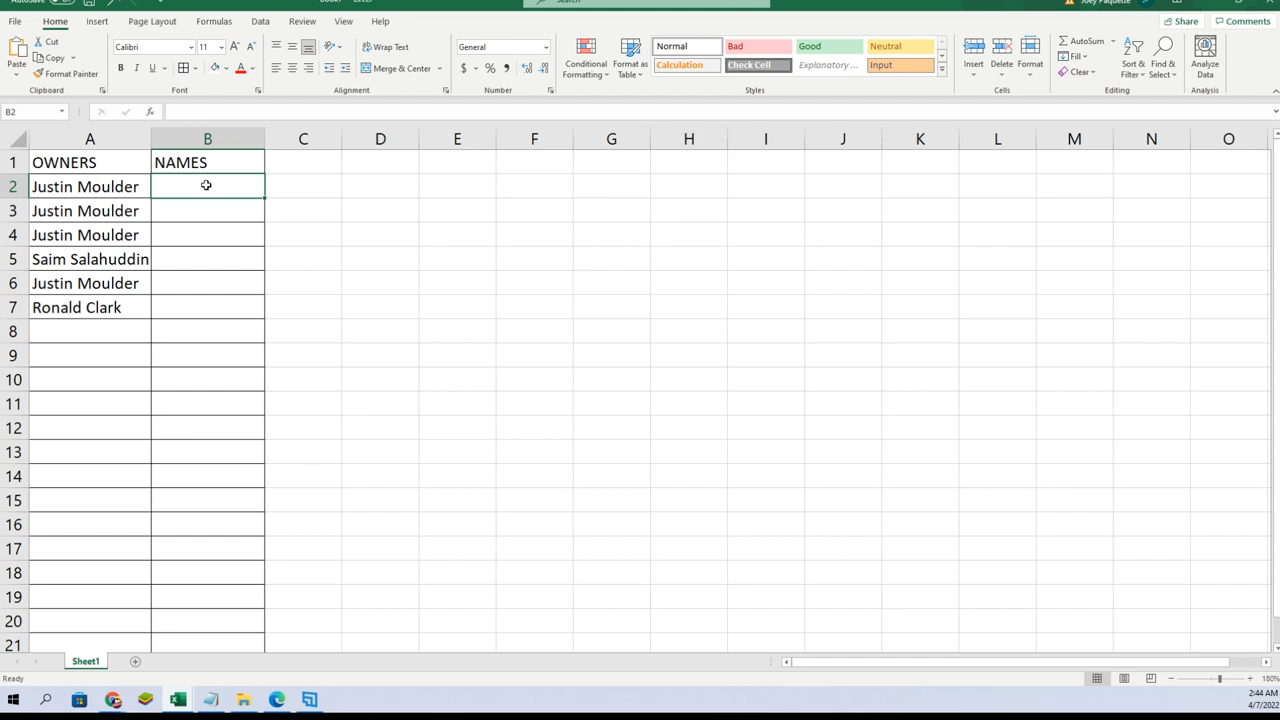 Search
Share
Comments
File Home Insert Page Layout Formulas Data Review View Help
Paste
Cut
Copy
Format Painter
Clipboard
Calibri 11 A A
B I U A
Font
Wrap Text
Merge & Center
Alignment
General
$ % ,
Number
Conditional Formatting
Format as Table
Normal Bad Good Neutral
Calculation Check Cell Explanatory ... Input
Styles
Insert Delete Format
Cells
AutoSum
Fill
Clear
Sort & Filter
Find & Select
Editing
Analyze Data
Analysis
B2 fx
A B C D E F G H I J K L M N O
1 OWNERS NAMES
2 Justin Moulder
3 Justin Moulder
4 Justin Moulder
5 Saim Salahuddin
6 Justin Moulder
7 Ronald Clark
8
9
10
11
12
13
14
15
16
17
18
19
20
21
Sheet1
Ready
180%
2:44 AM
4/7/2022